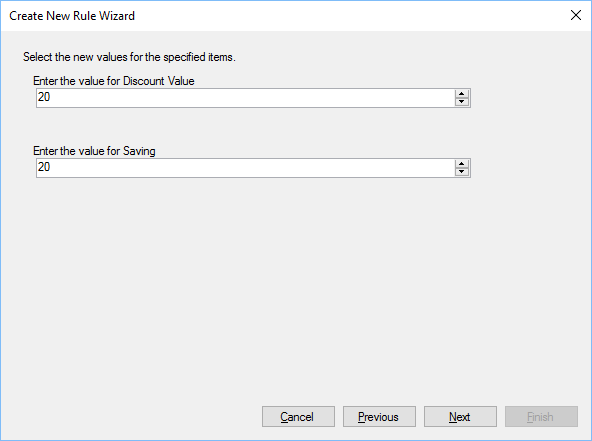 Create New Rule Wizard
Select the new values for the specified items.
Enter the value for Discount Value
20
Enter the value for Saving
20
Cancel
Previous
Next
Finish